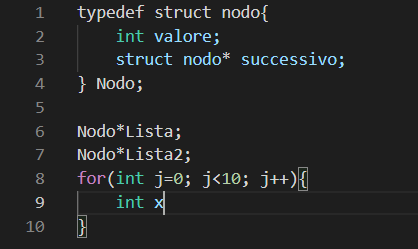 1 typedef struct nodo{
2 int valore;
3 struct nodo* successivo;
4 } Nodo;
5
6 Nodo*Lista;
7 Nodo*Lista2;
8 for(int j=0; j<10; j++){
9 int x
10 }